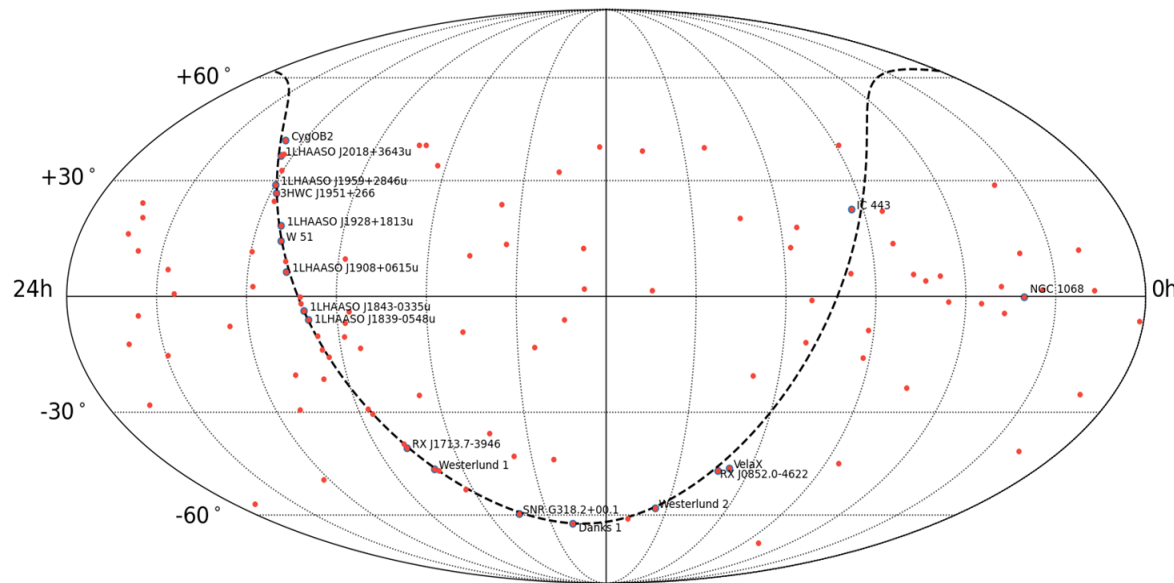 +60°
CygOB2
1LHAASO J2018+3643u
+30°
1LHAASO J1959+2846u
3HWC J1951+266
IC 443
1LHAASO J1928+1813u
W 51
1LHAASO J1908+0615u
24h
NGC 1068
0h
1LHAASO J1843-0335u
1LHAASO J1839-0548u
-30°
RX J1713.7-3946
Westerlund 1
VelaX
RX J0852.0-4622
-60°
SNR G318.2+00.1
Westerlund 2
Danks 1